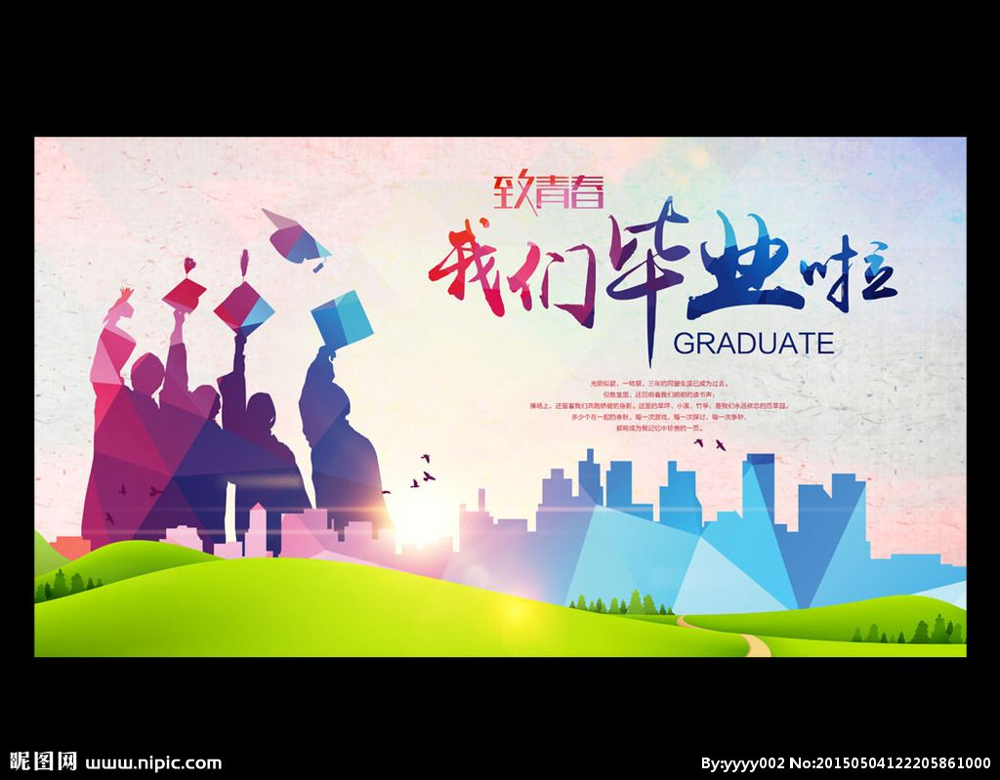 致青春
我们毕业啦
GRADUATE
光阴似箭，一转眼，三年的同窗生涯已成为过去。
但教室里，还回响着我们朗朗的读书声；
操场上，还留着我们奔跑矫健的身影。这里的草坪、小溪、竹亭，是我们永远依恋的百草园。
多少个在一起的春秋，每一次游戏，每一次探讨，每一次争吵，
都将成为我记忆中珍贵的一页。
昵图网 www.nipic.com
By:yyyy002 No:20150504122205861000